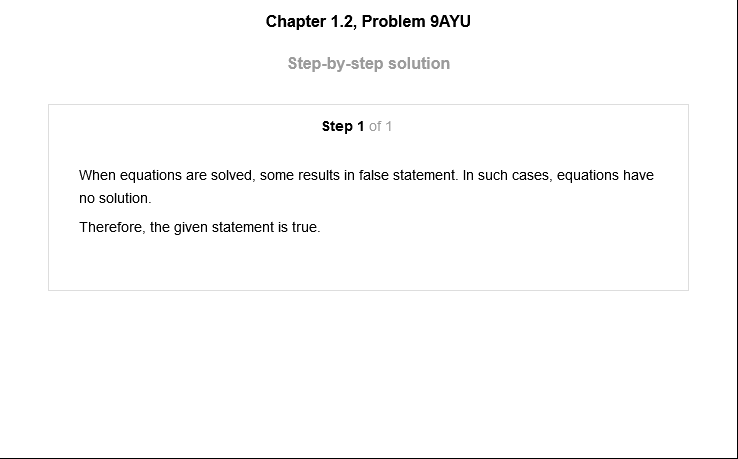 Chapter 1.2, Problem 9AYU
Step-by-step solution
Step 1 of 1
When equations are solved, some results in false statement. In such cases, equations have
no solution.
Therefore, the given statement is true.